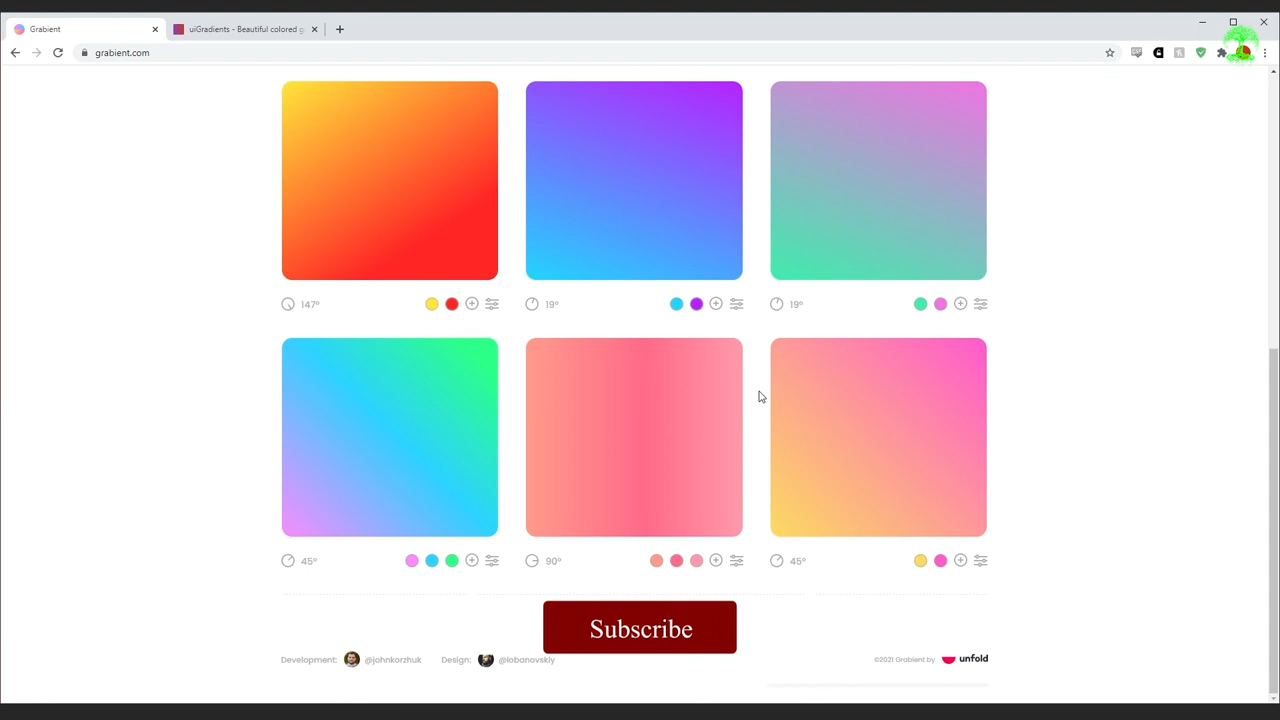 Grabient
uiGradients - Beautiful colored g
grabient.com
147°
19°
19°
45°
90°
45°
Subscribe
Development: @johnkorzhuk Design: @lobanovskiy
©2021 Grabient by unfold